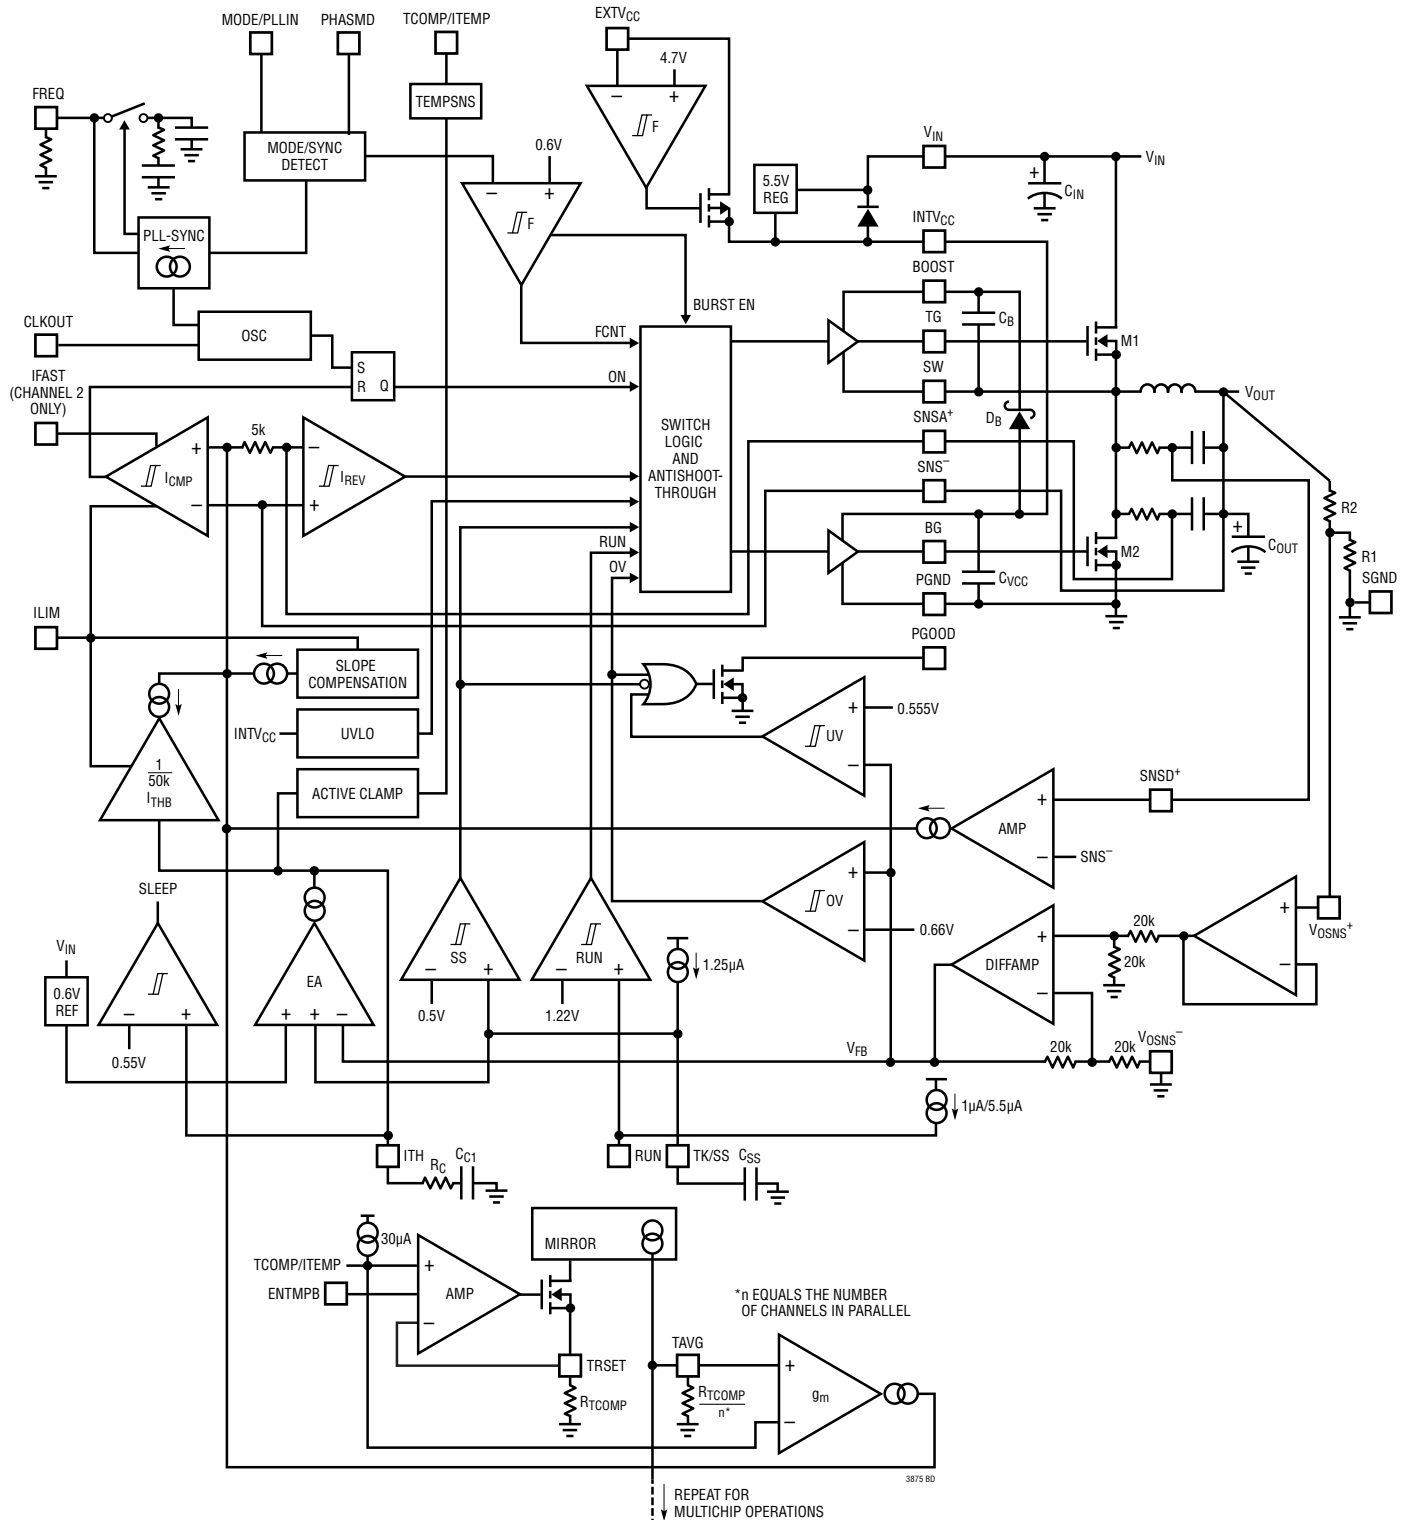 MODE/PLLIN
PHASMD
TCOMP/ITEMP
EXTVCC
4.7V
FREQ
TEMPSNS
MODE/SYNC
DETECT
0.6V
− +
F
− +
F
5.5V
REG
VIN
VIN
+
CIN
INTVCC
PLL-SYNC
BOOST
BURST EN
CLKOUT
OSC
FCNT
TG
CB
M1
S
R Q
ON
SW
IFAST
(CHANNEL 2
ONLY)
SNSA+
DB
VOUT
5k
+
−
ICMP
−
+
IREV
SWITCH
LOGIC
AND
ANTISHOOT-
THROUGH
SNS−
R2
RUN
OV
BG
M2
+
COUT
R1
SGND
PGND
CVCC
ILIM
PGOOD
SLOPE
COMPENSATION
INTVCC
UVLO
+
−
UV
0.555V
1
50k
ITHB
ACTIVE CLAMP
SNSD+
+
−
AMP
SNS−
SLEEP
+
−
OV
0.66V
VOSNS+
+
−
20k
20k
VIN
0.6V
REF
− +
0.55V
EA
+ + −
SS
− +
0.5V
RUN
− +
1.22V
1.25µA
+
−
DIFFAMP
VFB
20k
20k
VOSNS−
1µA/5.5µA
ITH
RC
CC1
RUN
TK/SS
CSS
30µA
MIRROR
TCOMP/ITEMP
ENTMPB
+
−
AMP
*n EQUALS THE NUMBER
OF CHANNELS IN PARALLEL
TRSET
RTCOMP
TAVG
RTCOMP
n*
+
−
gm
3875 BD
REPEAT FOR
MULTICHIP OPERATIONS